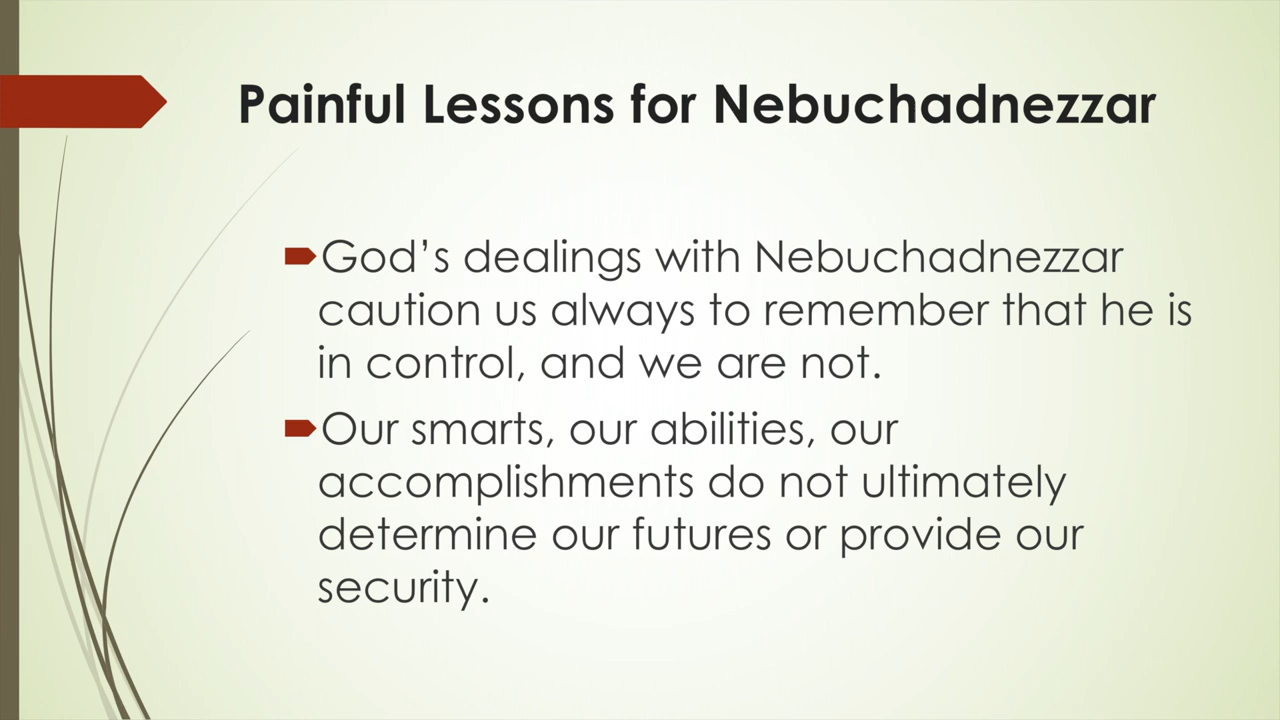 Painful Lessons for Nebuchadnezzar
God’s dealings with Nebuchadnezzar
caution us always to remember that he is
in control, and we are not.
Our smarts, our abilities, our
accomplishments do not ultimately
determine our futures or provide our
security.